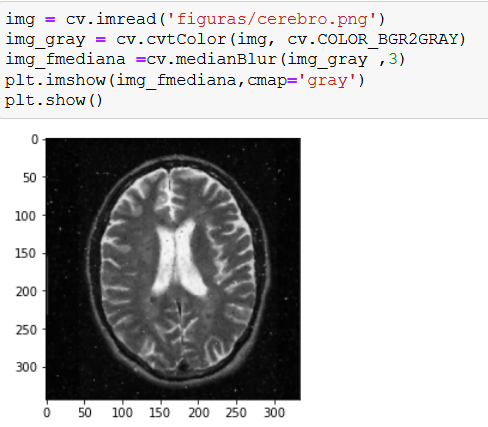 img = cv.imread('figuras/cerebro.png')
img_gray = cv.cvtColor(img, cv.COLOR_BGR2GRAY)
img_fmediana =cv.medianBlur(img_gray ,3)
plt.imshow(img_fmediana,cmap='gray')
plt.show()
0
50
100
150
200
250
300
0 50 100 150 200 250 300